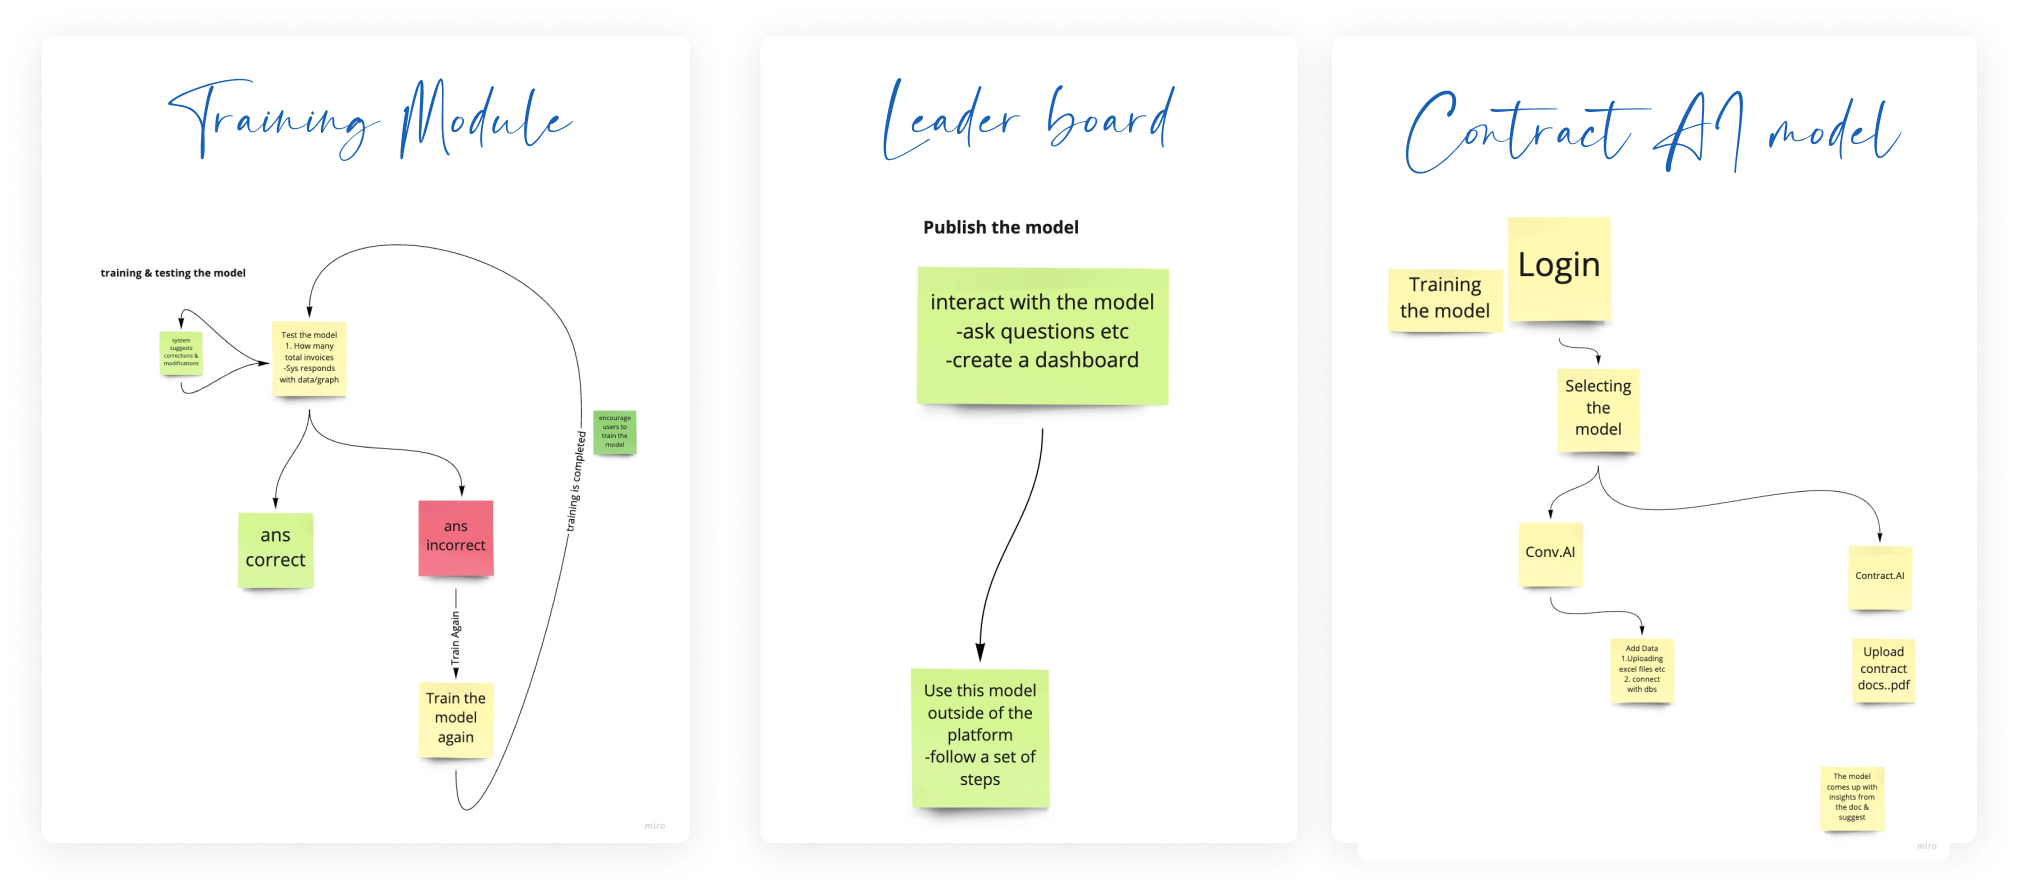 Training Module
training & testing the model
system
suggests
corrections &
modifications
Test the model
1. How many
total invoices
-Sys responds
with data/graph
encourage
users to
train the
model
training is completed
ans
correct
ans
incorrect
Train Again
Train the
model
again
miro
Leader board
Publish the model
interact with the model
-ask questions etc
-create a dashboard
Use this model
outside of the
platform
-follow a set of
steps
Contract AI model
Training
the model
Login
Selecting
the
model
Conv.AI
Contract.AI
Add Data
1.Uploading
excel files etc
2. connect
with dbs
Upload
contract
docs..pdf
The model
comes up with
insights from
the doc &
suggest
miro